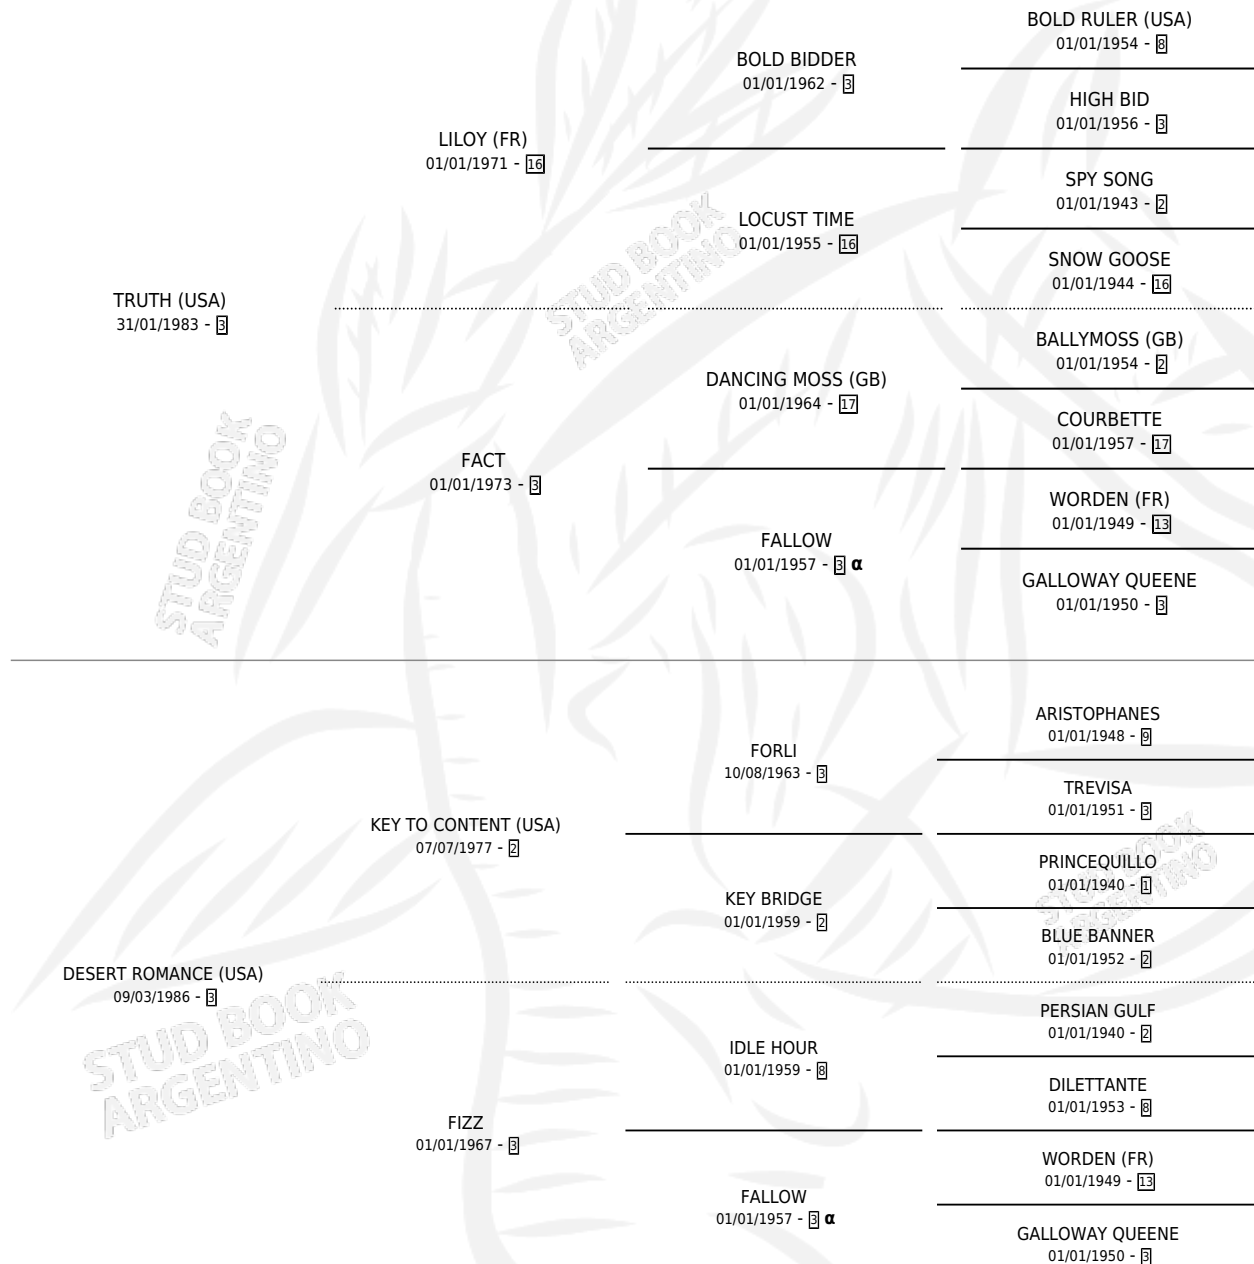 BOLD RULER (USA)
01/01/1954 - 8
BOLD BIDDER
01/01/1962 - 3
HIGH BID
01/01/1956 - 3
LILOY (FR)
01/01/1971 - 16
SPY SONG
01/01/1943 - 2
LOCUST TIME
01/01/1955 - 16
SNOW GOOSE
01/01/1944 - 16
STUD BOOK
ARGENTINO
TRUTH (USA)
31/01/1983 - 3
BALLYMOSS (GB)
01/01/1954 - 2
DANCING MOSS (GB)
01/01/1964 - 17
COURBETTE
01/01/1957 - 17
FACT
01/01/1973 - 3
WORDEN (FR)
01/01/1949 - 13
FALLOW
01/01/1957 - 3 α
GALLOWAY QUEENE
01/01/1950 - 3
STUD BOOK
ARGENTINO
ARISTOPHANES
01/01/1948 - 9
FORLI
10/08/1963 - 3
TREVISA
01/01/1951 - 3
KEY TO CONTENT (USA)
07/07/1977 - 2
PRINCEQUILLO
01/01/1940 - 1
KEY BRIDGE
01/01/1959 - 2
BLUE BANNER
01/01/1952 - 2
STUD BOOK
ARGENTINO
DESERT ROMANCE (USA)
09/03/1986 - 3
PERSIAN GULF
01/01/1940 - 2
IDLE HOUR
01/01/1959 - 8
DILETTANTE
01/01/1953 - 8
FIZZ
01/01/1967 - 3
WORDEN (FR)
01/01/1949 - 13
FALLOW
01/01/1957 - 3 α
GALLOWAY QUEENE
01/01/1950 - 3
STUD BOOK
ARGENTINO